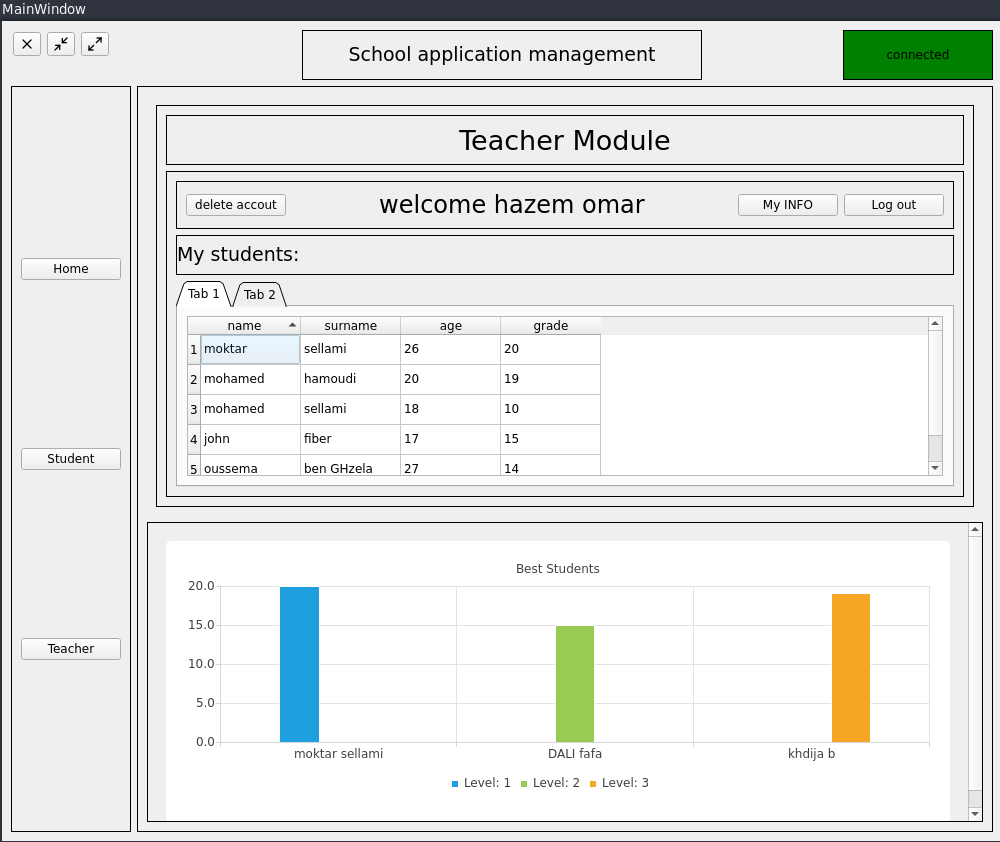 MainWindow
School application management
connected
Teacher Module
delete accout
welcome hazem omar
My INFO
Log out
My students:
Home
Student
Teacher
Tab 1
Tab 2
name surname age grade
1 moktar sellami 26 20
2 mohamed hamoudi 20 19
3 mohamed sellami 18 10
4 john fiber 17 15
5 oussema ben GHzela 27 14
Best Students
20.0
15.0
10.0
5.0
0.0
moktar sellami DALI fafa khdija b
Level: 1 Level: 2 Level: 3